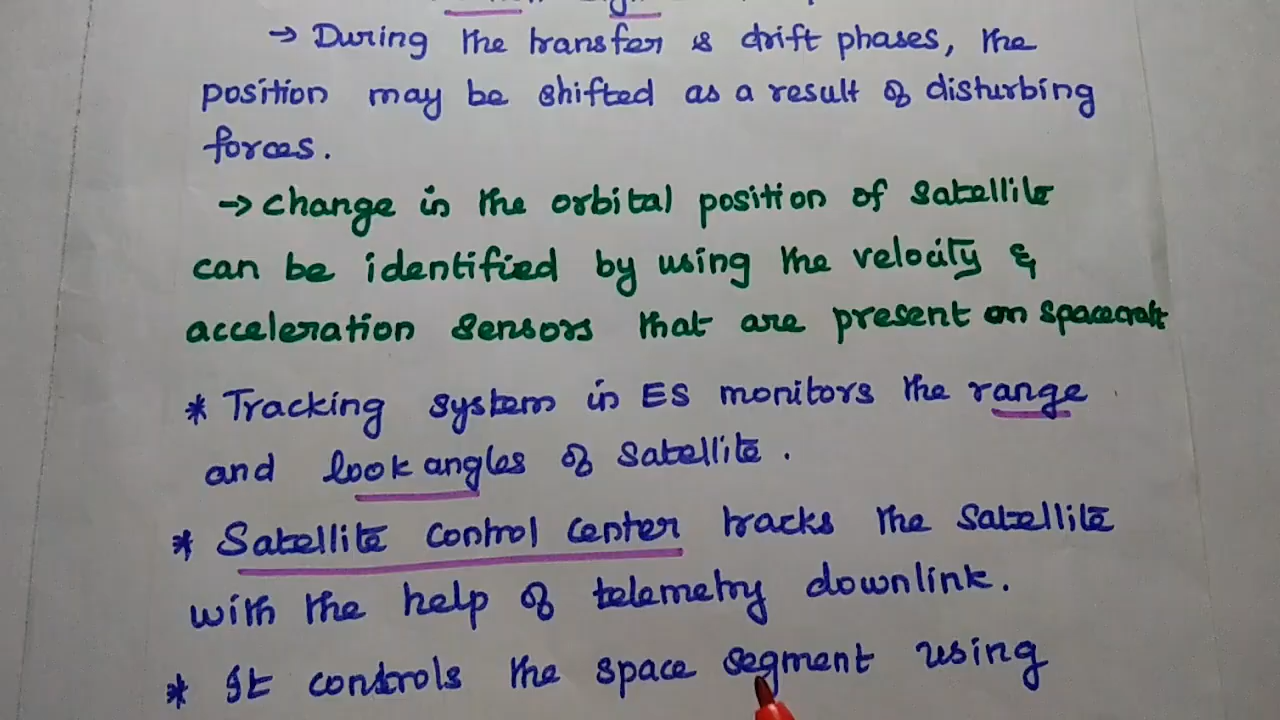 → During the transfer & drift phases, the
position may be shifted as a result of disturbing
forces.
→ change in the orbital position of satellite
can be identified by using the velocity &
acceleration sensors that are present on spacecraft
* Tracking system in ES monitors the range
and look angles of satellite.
* Satellite control center tracks the satellite
with the help of telemetry downlink.
* It controls the space segment using